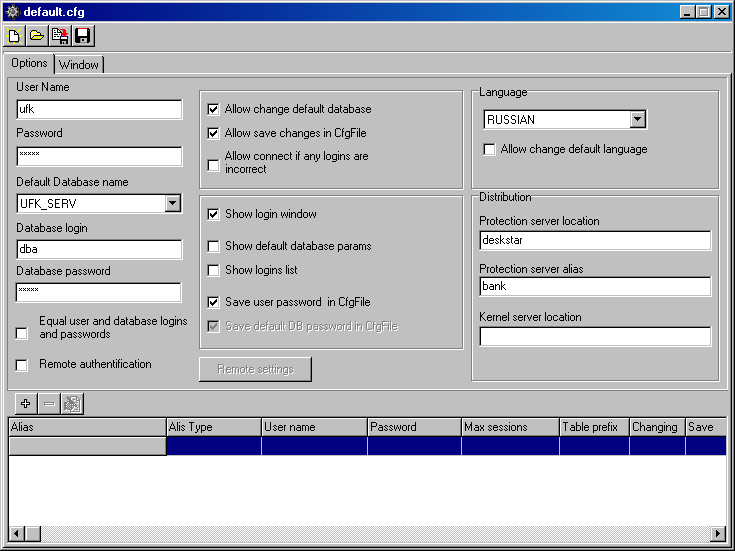 default.cfg
Options
Window
User Name
ufk
Password
*****
Default Database name
UFK_SERV
Database login
dba
Database password
*****
Equal user and database logins
and passwords
Remote authentification
Allow change default database
Allow save changes in CfgFile
Allow connect if any logins are
incorrect
Show login window
Show default database params
Show logins list
Save user password in CfgFile
Save default DB password in CfgFile
Remote settings
Language
RUSSIAN
Allow change default language
Distribution
Protection server location
deskstar
Protection server alias
bank
Kernel server location
Alias Alis Type User name Password Max sessions Table prefix Changing Save